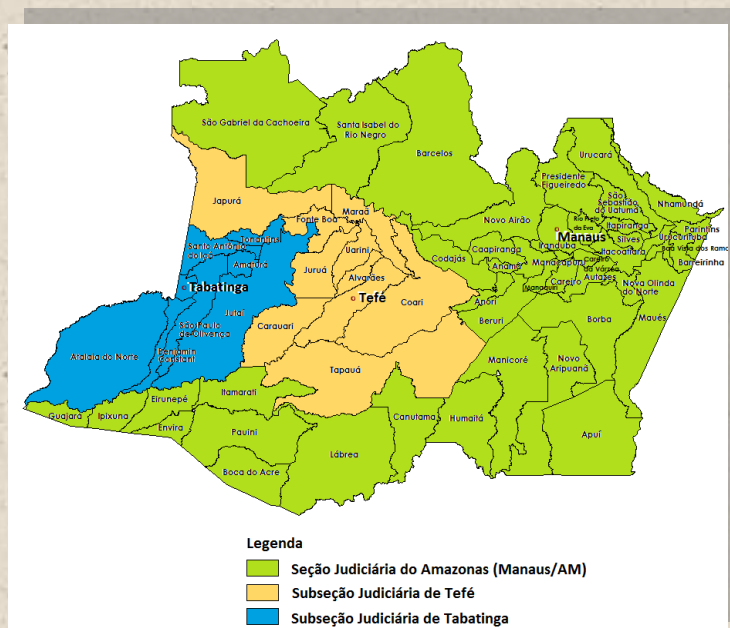 São Gabriel da Cachoeira
Santa Isabel do
Rio Negro
Barcelos
Urucará
Presidente
Figueiredo
São
Sebastião
do Uatumã
Nhamundá
Japurá
Maraã
Fonte Boa
Novo Airão
Rio Preto
da Eva
Itapiranga
Parintins
Manaus
Silves
Urucurituba
Tonantins
Santo Antônio
do Içá
Uarini
Codajás
Caapiranga
Iranduba
Itacoatiara
Boa Vista dos Ramo
Barreirinha
Amaturá
Juruá
Alvarães
Anamã
Manacapuru
Careiro
da Várzea
Autazes
Tabatinga
Tefé
Coari
Anori
Manaquiri
Careiro
Nova Olinda
do Norte
Jutaí
São Paulo
de Olivença
Carauari
Beruri
Borba
Maués
Atalaia do Norte
Benjamin
Constant
Tapauá
Manicoré
Novo
Aripuanã
Itamarati
Eirunepé
Guajará
Ipixuna
Envira
Pauini
Canutama
Humaitá
Apuí
Lábrea
Boca do Acre
Legenda
Seção Judiciária do Amazonas (Manaus/AM)
Subseção Judiciária de Tefé
Subseção Judiciária de Tabatinga